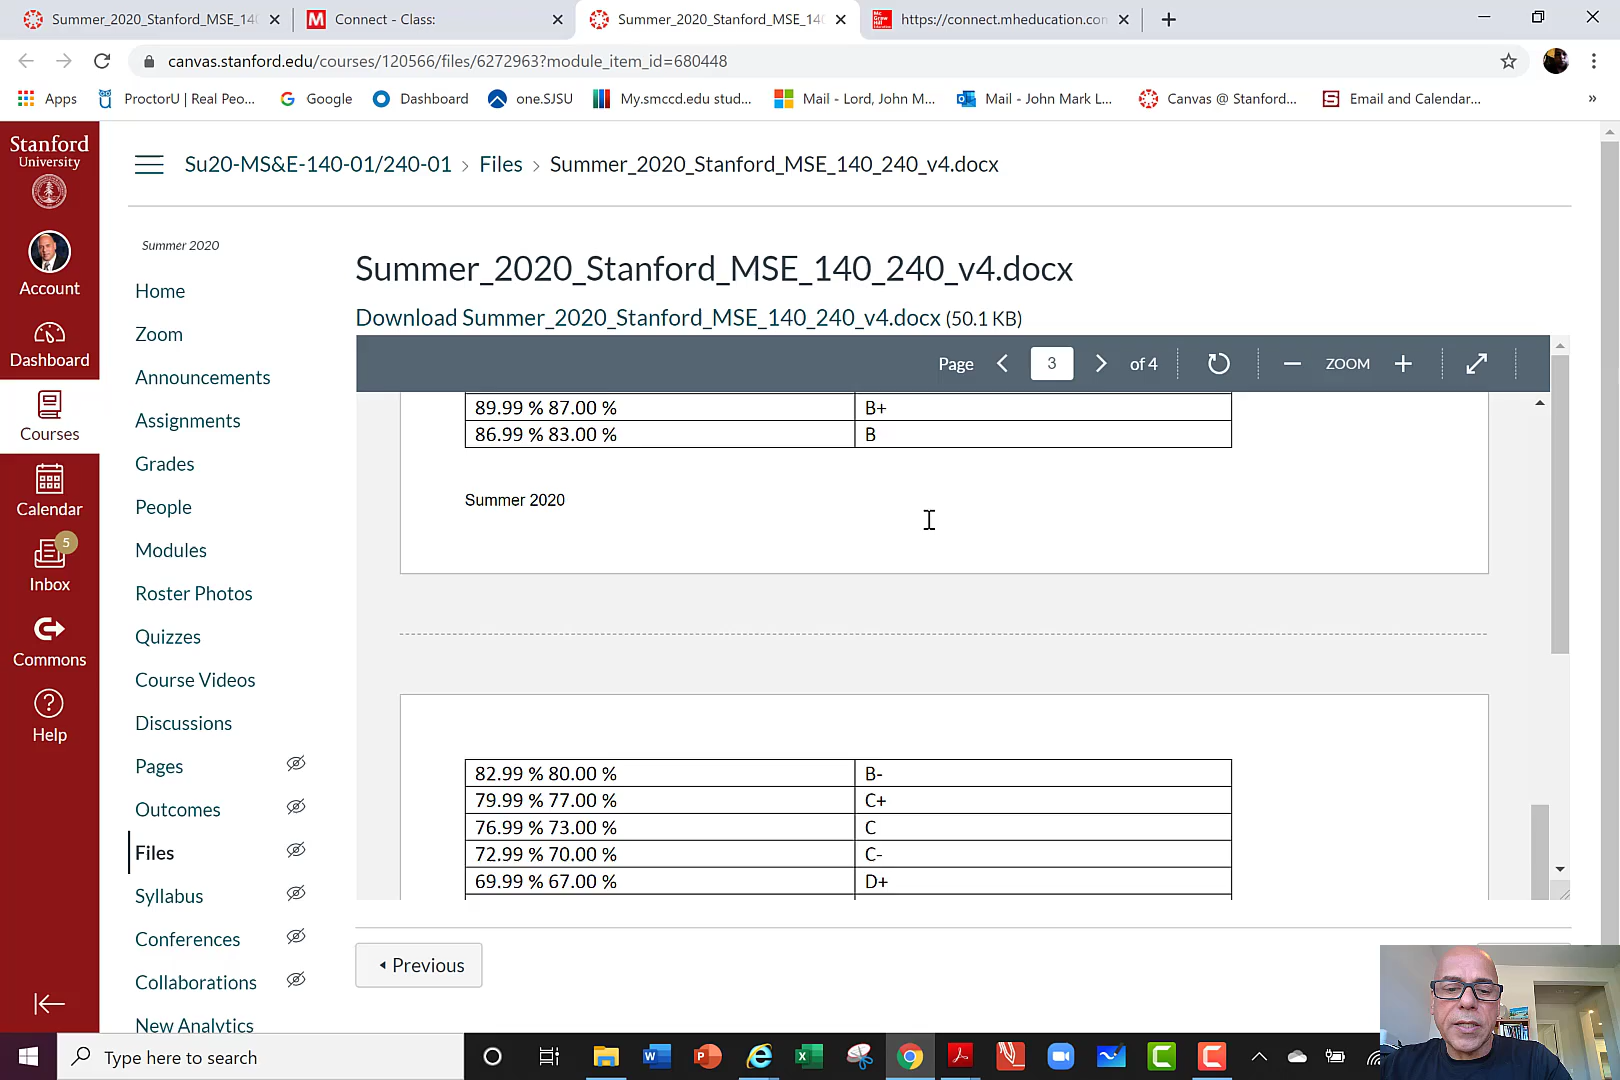 Summer_2020_Stanford_MSE_14
Connect - Class:
Summer_2020_Stanford_MSE_14
https://connect.mheducation.co
canvas.stanford.edu/courses/120566/files/6272963?module_item_id=680448
Apps
ProctorU | Real Peo...
Google
Dashboard
one.SJSU
My.smccd.edu stud...
Mail - Lord, John M...
Mail - John Mark L...
Canvas @ Stanford...
Email and Calendar...
»
Stanford
University
Account
Dashboard
Courses
Calendar
5
Inbox
Commons
Help
Su20-MS&E-140-01/240-01 › Files › Summer_2020_Stanford_MSE_140_240_v4.docx
Summer 2020
Home
Zoom
Announcements
Assignments
Grades
People
Modules
Roster Photos
Quizzes
Course Videos
Discussions
Pages
Outcomes
Files
Syllabus
Conferences
Collaborations
New Analytics
Summer_2020_Stanford_MSE_140_240_v4.docx
Download Summer_2020_Stanford_MSE_140_240_v4.docx (50.1 KB)
Page 3 of 4 ZOOM
89.99 % 87.00 % B+
86.99 % 83.00 % B
Summer 2020
82.99 % 80.00 % B-
79.99 % 77.00 % C+
76.99 % 73.00 % C
72.99 % 70.00 % C-
69.99 % 67.00 % D+
Previous
Type here to search